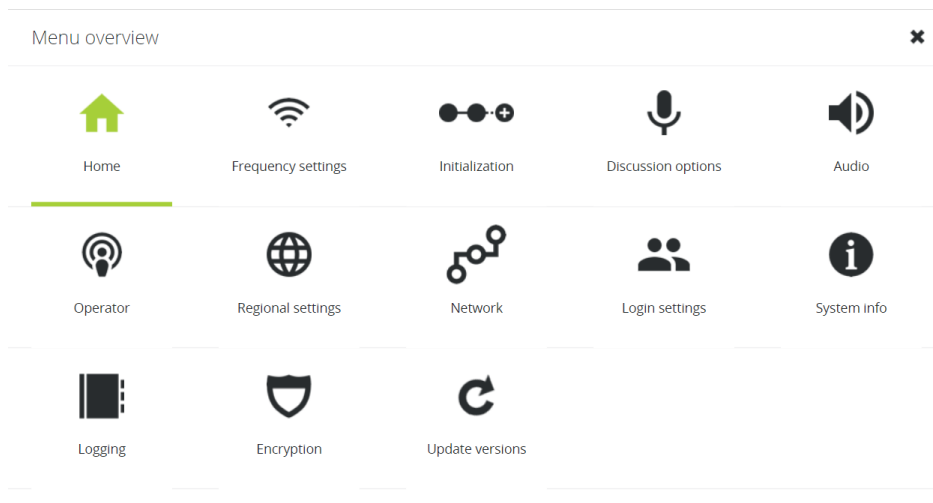 Menu overview
Home
Frequency settings
Initialization
Discussion options
Audio
Operator
Regional settings
Network
Login settings
System info
Logging
Encryption
Update versions